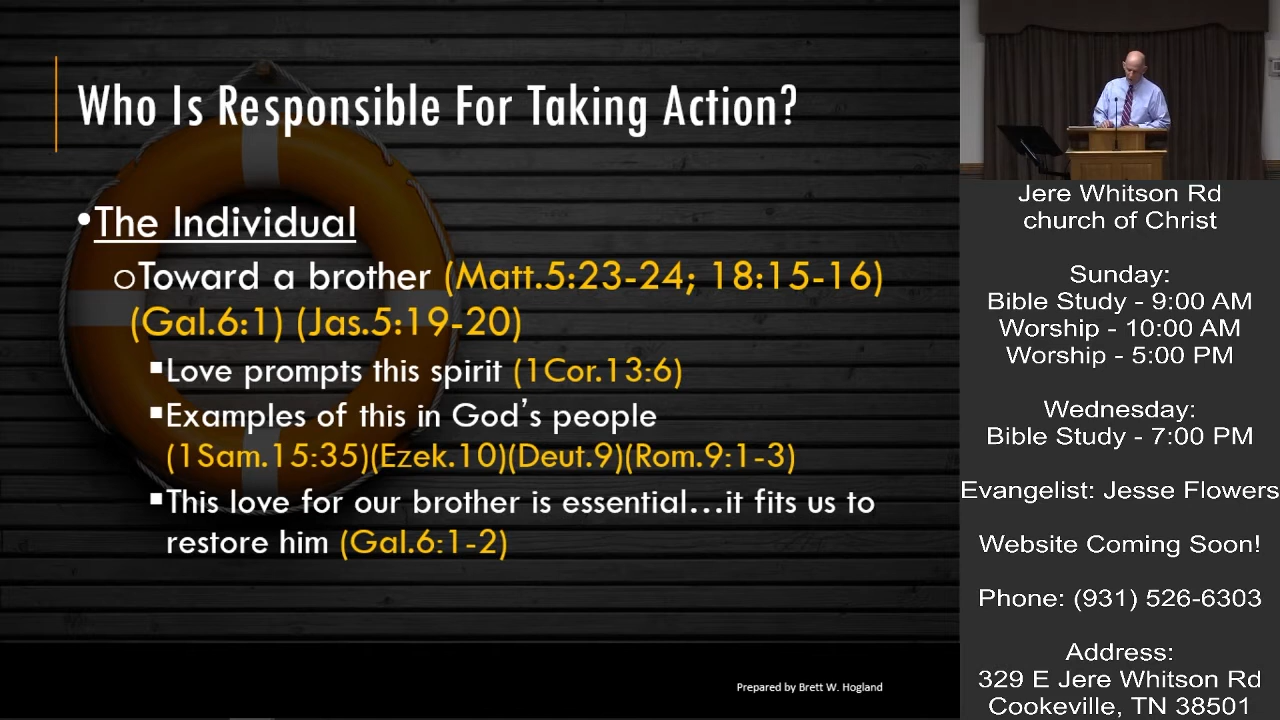 Who Is Responsible For Taking Action?
•The Individual
oToward a brother (Matt.5:23-24; 18:15-16)
(Gal.6:1) (Jas.5:19-20)
▪Love prompts this spirit (1Cor.13:6)
▪Examples of this in God's people
(1Sam.15:35)(Ezek.10)(Deut.9)(Rom.9:1-3)
▪This love for our brother is essential...it fits us to
restore him (Gal.6:1-2)
Prepared by Brett W. Hogland
Jere Whitson Rd
church of Christ
Sunday:
Bible Study - 9:00 AM
Worship - 10:00 AM
Worship - 5:00 PM
Wednesday:
Bible Study - 7:00 PM
Evangelist: Jesse Flowers
Website Coming Soon!
Phone: (931) 526-6303
Address:
329 E Jere Whitson Rd
Cookeville, TN 38501